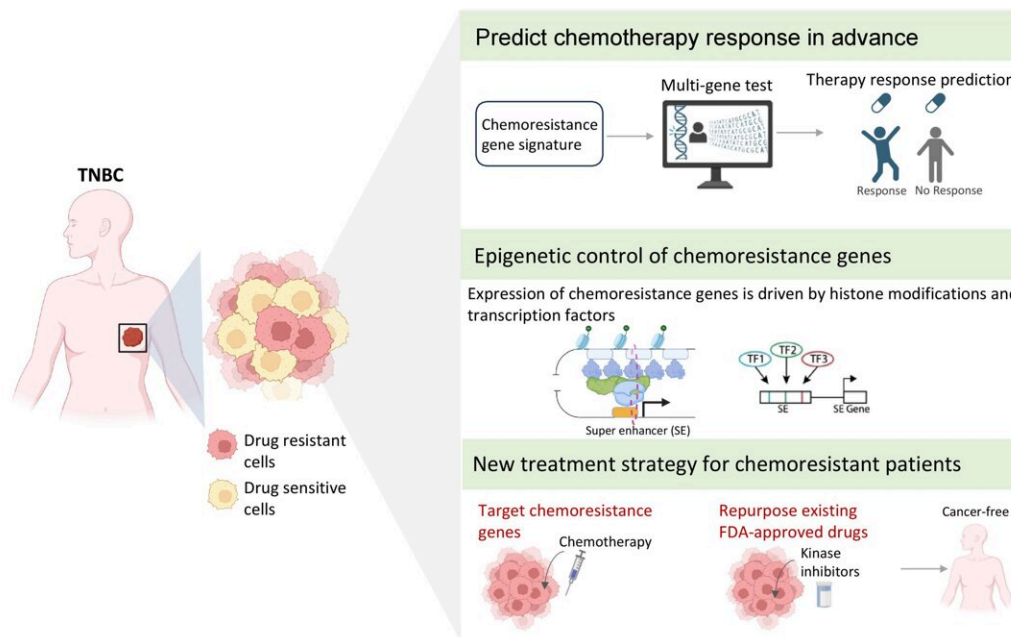 TNBC
Drug resistant
cells
Drug sensitive
cells
Predict chemotherapy response in advance
Chemoresistance
gene signature
Multi-gene test
Therapy response prediction
Response
No Response
Epigenetic control of chemoresistance genes
Expression of chemoresistance genes is driven by histone modifications and
transcription factors
Super enhancer (SE)
TF1
TF2
TF3
SE
SE Gene
New treatment strategy for chemoresistant patients
Target chemoresistance
genes
Chemotherapy
Repurpose existing
FDA-approved drugs
Kinase
inhibitors
Cancer-free